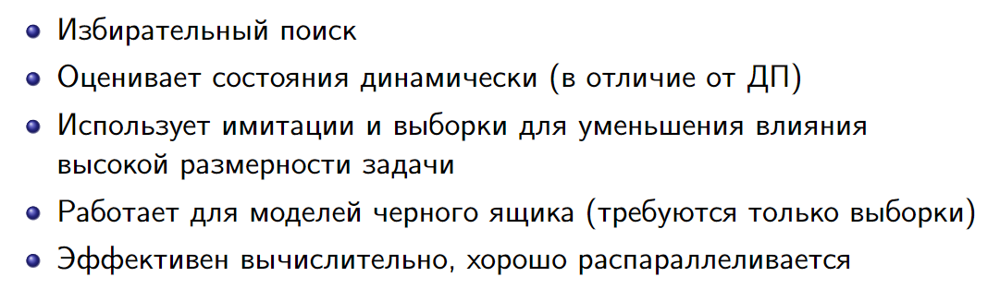 Избирательный поиск
Оценивает состояния динамически (в отличие от ДП)
Использует имитации и выборки для уменьшения влияния
высокой размерности задачи
Работает для моделей черного ящика (требуются только выборки)
Эффективен вычислительно, хорошо распараллеливается